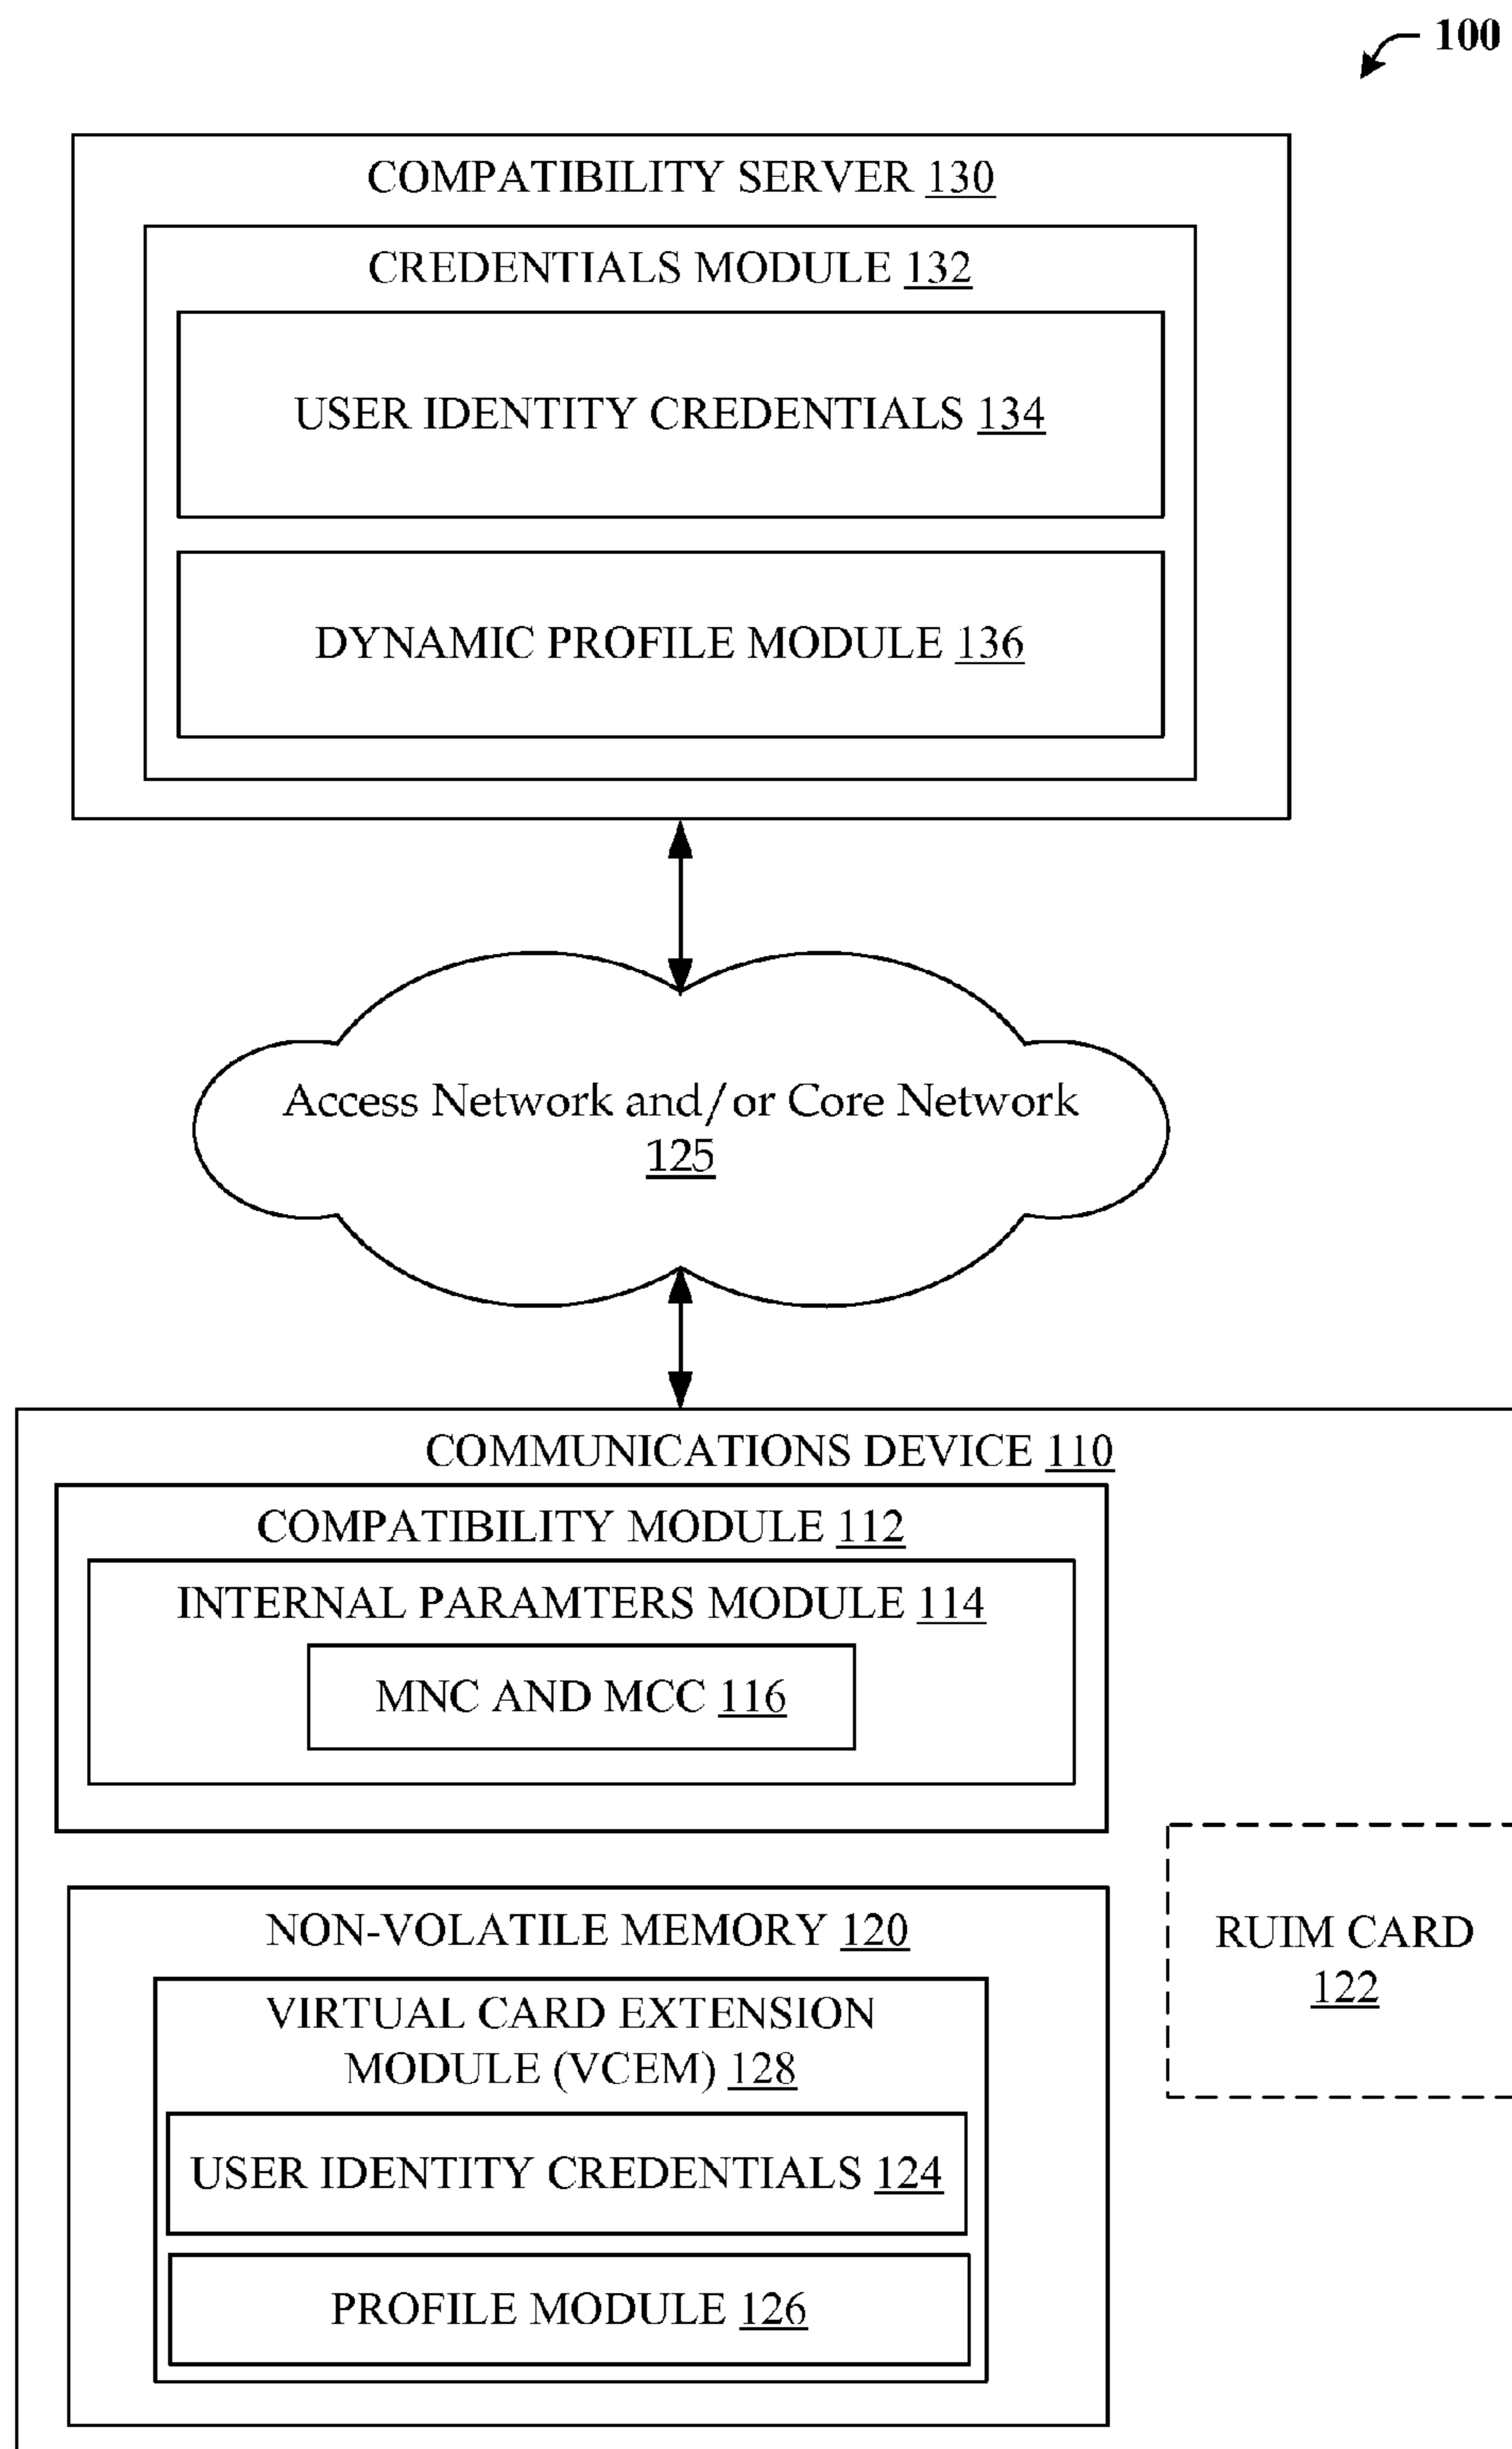 100
COMPATIBILITY SERVER 130
CREDENTIALS MODULE 132
USER IDENTITY CREDENTIALS 134
DYNAMIC PROFILE MODULE 136
Access Network and/or Core Network
125
COMMUNICATIONS DEVICE 110
COMPATIBILITY MODULE 112
INTERNAL PARAMTERS MODULE 114
MNC AND MCC 116
NON-VOLATILE MEMORY 120
VIRTUAL CARD EXTENSION
MODULE (VCEM) 128
USER IDENTITY CREDENTIALS 124
PROFILE MODULE 126
RUIM CARD
122